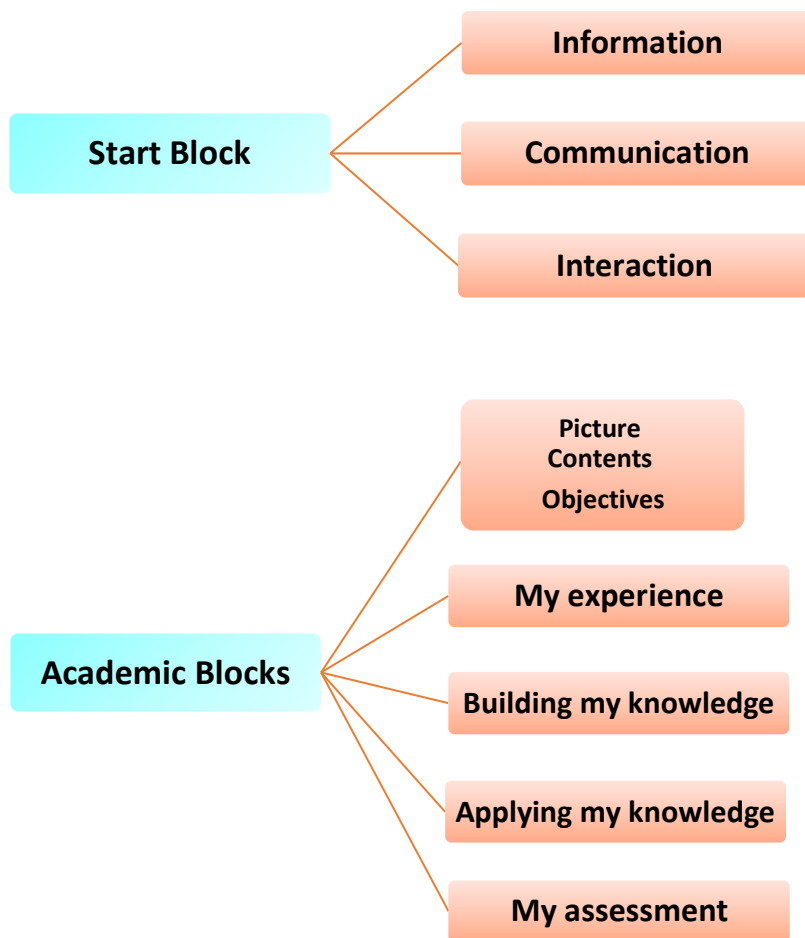 Start Block
Information
Communication
Interaction
Academic Blocks
Picture
Contents
Objectives
My experience
Building my knowledge
Applying my knowledge
My assessment